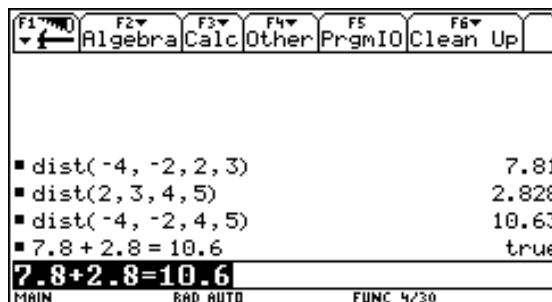 F1 F2 Algebra F3 Calc F4 Other F5 PrgmIO F6 Clean Up
dist(-4, -2, 2, 3) 7.81
dist(2, 3, 4, 5) 2.828
dist(-4, -2, 4, 5) 10.63
7.8 + 2.8 = 10.6 true
7.8+2.8=10.6
MAIN RAD AUTO FUNC 4/30